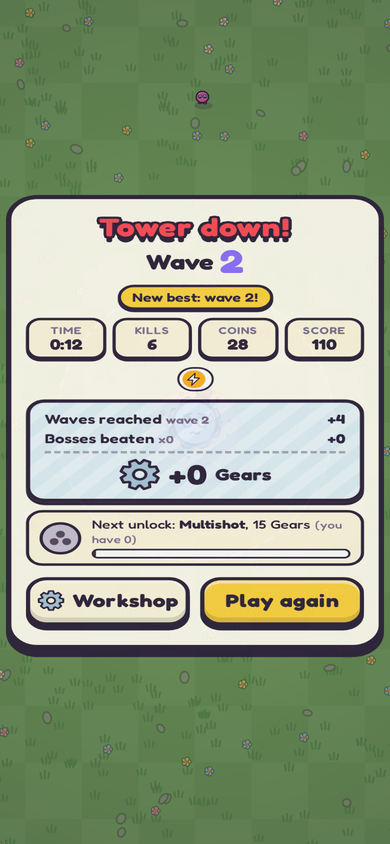 Tower down!
Wave 2
New best: wave 2!
TIME KILLS COINS SCORE
0:12 6 28 110
Waves reached wave 2 +4
Bosses beaten x0 +0
+0 Gears
Next unlock: Multishot, 15 Gears (you
have 0)
Workshop Play again